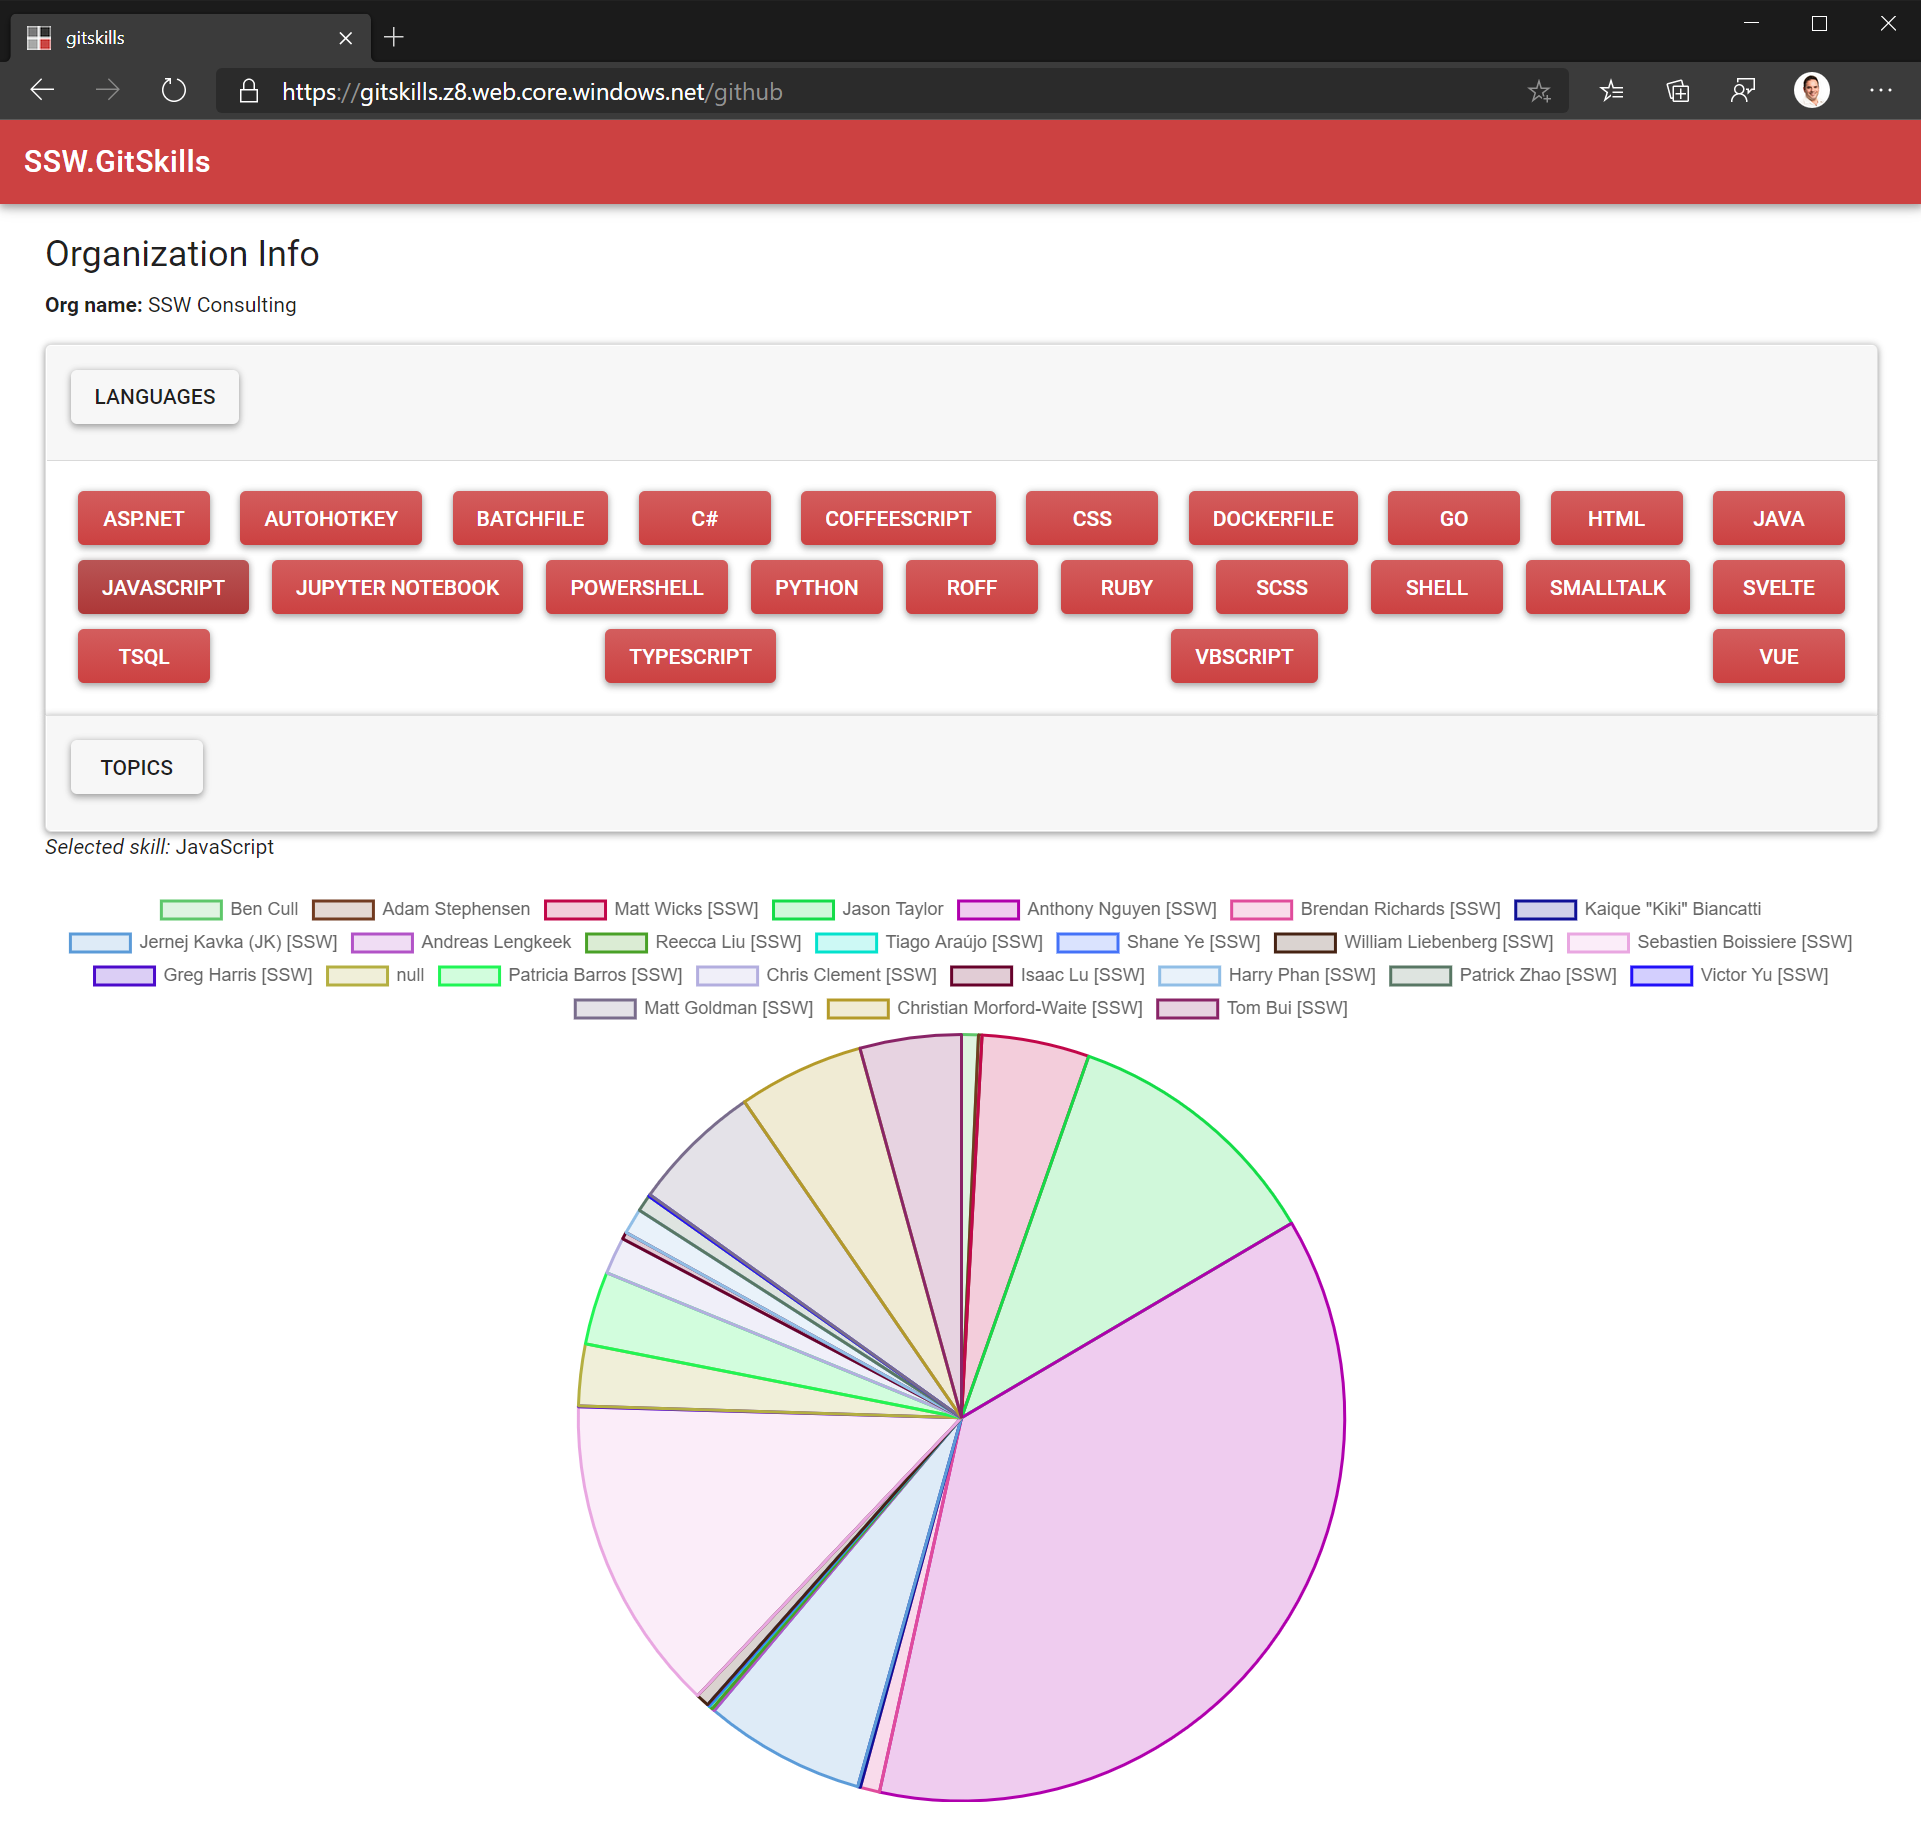 gitskills
https://gitskills.z8.web.core.windows.net/github
SSW.GitSkills
Organization Info
Org name: SSW Consulting
LANGUAGES
ASP.NET AUTOHOTKEY BATCHFILE C# COFFEESCRIPT CSS DOCKERFILE GO HTML JAVA
JAVASCRIPT JUPYTER NOTEBOOK POWERSHELL PYTHON ROFF RUBY SCSS SHELL SMALLTALK SVELTE
TSQL TYPESCRIPT VBSCRIPT VUE
TOPICS
Selected skill: JavaScript
Ben Cull Adam Stephensen Matt Wicks [SSW] Jason Taylor Anthony Nguyen [SSW] Brendan Richards [SSW] Kaique "Kiki" Biancatti
Jernej Kavka (JK) [SSW] Andreas Lengkeek Reecca Liu [SSW] Tiago Araújo [SSW] Shane Ye [SSW] William Liebenberg [SSW] Sebastien Boissiere [SSW]
Greg Harris [SSW] null Patricia Barros [SSW] Chris Clement [SSW] Isaac Lu [SSW] Harry Phan [SSW] Patrick Zhao [SSW] Victor Yu [SSW]
Matt Goldman [SSW] Christian Morford-Waite [SSW] Tom Bui [SSW]